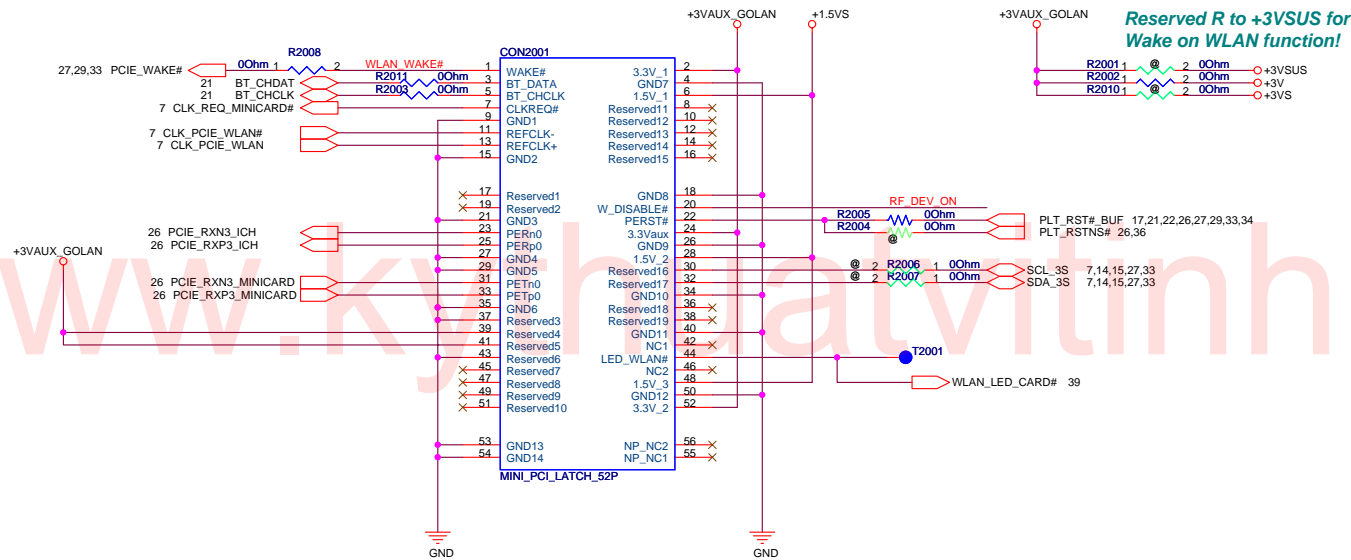 +3VAUX_GOLAN
+1.5VS
+3VAUX_GOLAN
Reserved R to +3VSUS for
Wake on WLAN function!
27,29,33 PCIE_WAKE# 0Ohm 1 R2008 2 WLAN_WAKE#
21 BT_CHDAT R2011 0Ohm
21 BT_CHCLK R2003 0Ohm
7 CLK_REQ_MINICARD#
7 CLK_PCIE_WLAN#
7 CLK_PCIE_WLAN
CON2001
1 WAKE# 3.3V_1 2
3 BT_DATA GND7 4
5 BT_CHCLK 1.5V_1 6
7 CLKREQ# Reserved11 8
9 GND1 Reserved12 10
11 REFCLK- Reserved13 12
13 REFCLK+ Reserved14 14
15 GND2 Reserved15 16
17 Reserved1 GND8 18
19 Reserved2 W_DISABLE# 20 RF_DEV_ON
21 GND3 PERST# 22
23 PERn0 3.3Vaux 24
25 PERp0 GND9 26
27 GND4 1.5V_2 28
29 GND5 Reserved16 30
31 PETn0 Reserved17 32
33 PETp0 GND10 34
35 GND6 Reserved18 36
37 Reserved3 Reserved19 38
39 Reserved4 GND11 40
41 Reserved5 NC1 42
43 Reserved6 LED_WLAN# 44
45 Reserved7 NC2 46
47 Reserved8 1.5V_3 48
49 Reserved9 GND12 50
51 Reserved10 3.3V_2 52
53 GND13 NP_NC2 56
54 GND14 NP_NC1 55
MINI_PCI_LATCH_52P
R2001 1 @ 2 0Ohm +3VSUS
R2002 1 2 0Ohm +3V
R2010 1 @ 2 0Ohm +3VS
R2005 0Ohm PLT_RST#_BUF 17,21,22,26,27,29,33,34
R2004 @ 0Ohm PLT_RSTNS# 26,36
@ 2 R2006 1 0Ohm SCL_3S 7,14,15,27,33
@ 2 R2007 1 0Ohm SDA_3S 7,14,15,27,33
26 PCIE_RXN3_ICH
26 PCIE_RXP3_ICH
+3VAUX_GOLAN
26 PCIE_RXN3_MINICARD
26 PCIE_RXP3_MINICARD
T2001
WLAN_LED_CARD# 39
GND
GND
www.kythuatvitinh